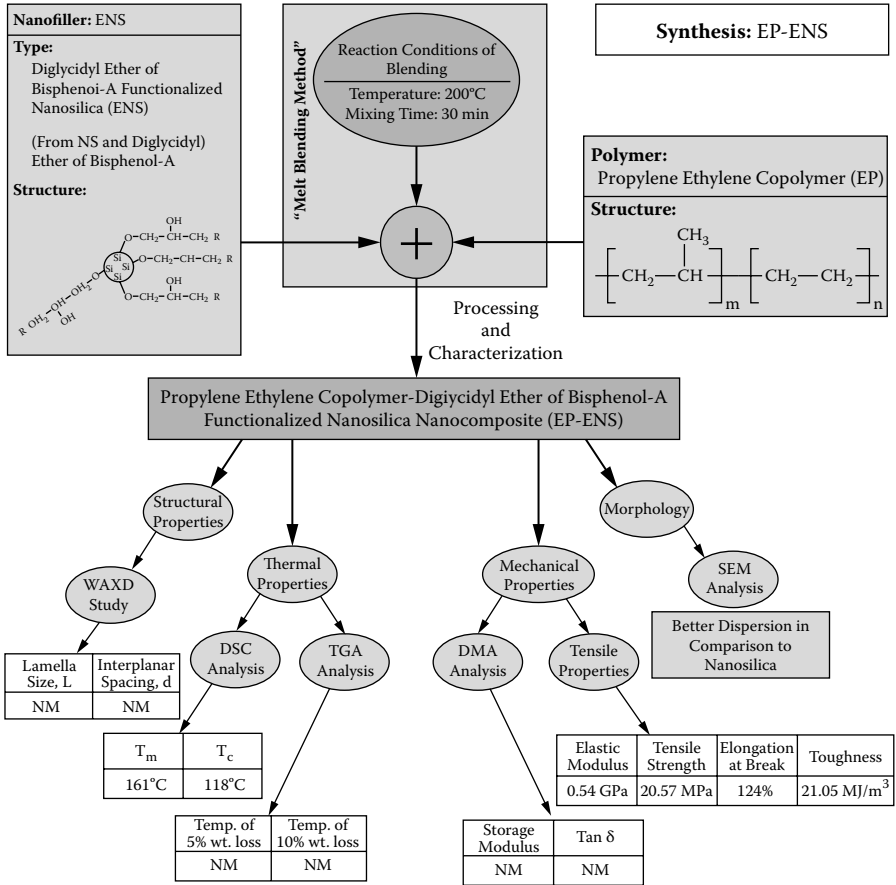 Nanofiller: ENS
Type:
Diglycidyl Ether of
Bisphenoi-A Functionalized
Nanosilica (ENS)
(From NS and Diglycidyl)
Ether of Bisphenol-A
Structure:
OH
O—CH₂—CH—CH₂ R
Si
Si Si
Si
O—CH₂—CH—CH₂ R
OH
O—CH₂—CH—CH₂ R
R OH₂—OH—OH₂—O
OH
"Melt Blending Method"
Reaction Conditions of
Blending
Temperature: 200°C
Mixing Time: 30 min
+
Synthesis: EP-ENS
Polymer:
Propylene Ethylene Copolymer (EP)
Structure:
CH₃
CH₂—CH
m
CH₂—CH₂
n
Processing
and
Characterization
Propylene Ethylene Copolymer-Digiycidyl Ether of Bisphenol-A
Functionalized Nanosilica Nanocomposite (EP-ENS)
Structural
Properties
WAXD
Study
Lamella
Size, L
Interplanar
Spacing, d
NM
NM
Thermal
Properties
DSC
Analysis
Tm
Tc
161°C
118°C
TGA
Analysis
Temp. of
5% wt. loss
Temp. of
10% wt. loss
NM
NM
Mechanical
Properties
DMA
Analysis
Storage
Modulus
Tan δ
NM
NM
Tensile
Properties
Elastic
Modulus
Tensile
Strength
Elongation
at Break
Toughness
0.54 GPa
20.57 MPa
124%
21.05 MJ/m³
Morphology
SEM
Analysis
Better Dispersion in
Comparison to
Nanosilica